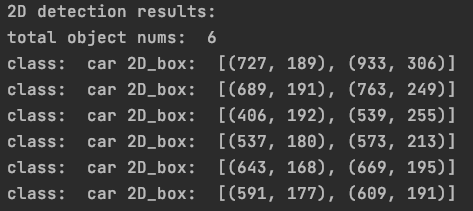 2D detection results:
total object nums:  6
class:  car 2D_box:  [(727, 189), (933, 306)]
class:  car 2D_box:  [(689, 191), (763, 249)]
class:  car 2D_box:  [(406, 192), (539, 255)]
class:  car 2D_box:  [(537, 180), (573, 213)]
class:  car 2D_box:  [(643, 168), (669, 195)]
class:  car 2D_box:  [(591, 177), (609, 191)]